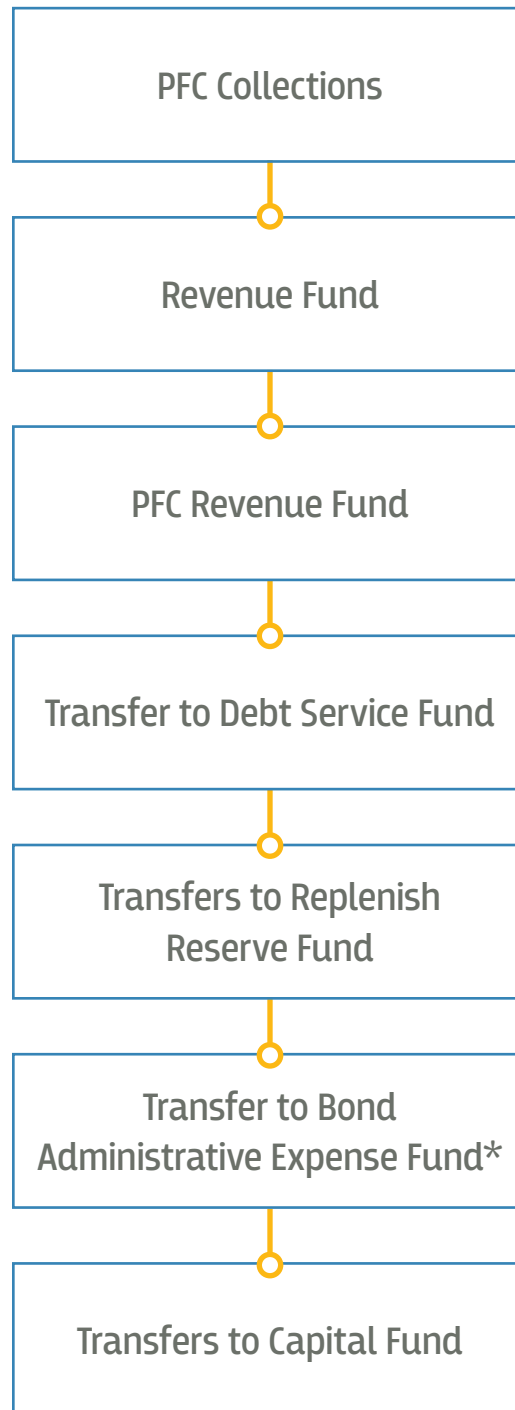 PFC Collections
Revenue Fund
PFC Revenue Fund
Transfer to Debt Service Fund
Transfers to Replenish
Reserve Fund
Transfer to Bond
Administrative Expense Fund*
Transfers to Capital Fund